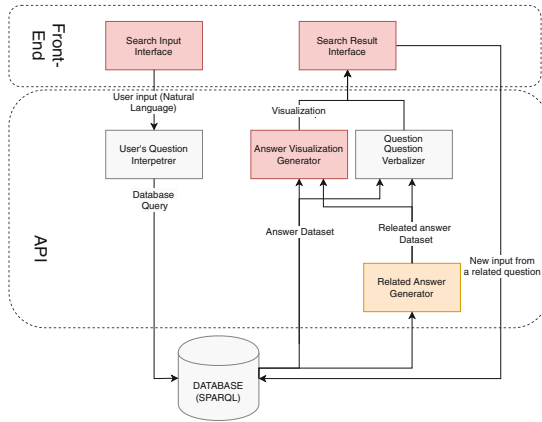 Front-
End
Search Input
Interface
Search Result
Interface
User input (Natural
Language)
Visualization
User's Question
Interpetrer
Answer Visualization
Generator
Question
Question
Verbalizer
Database
Query
Answer Dataset
Releated answer
Dataset
API
New input from
a related question
Related Answer
Generator
DATABASE
(SPARQL)